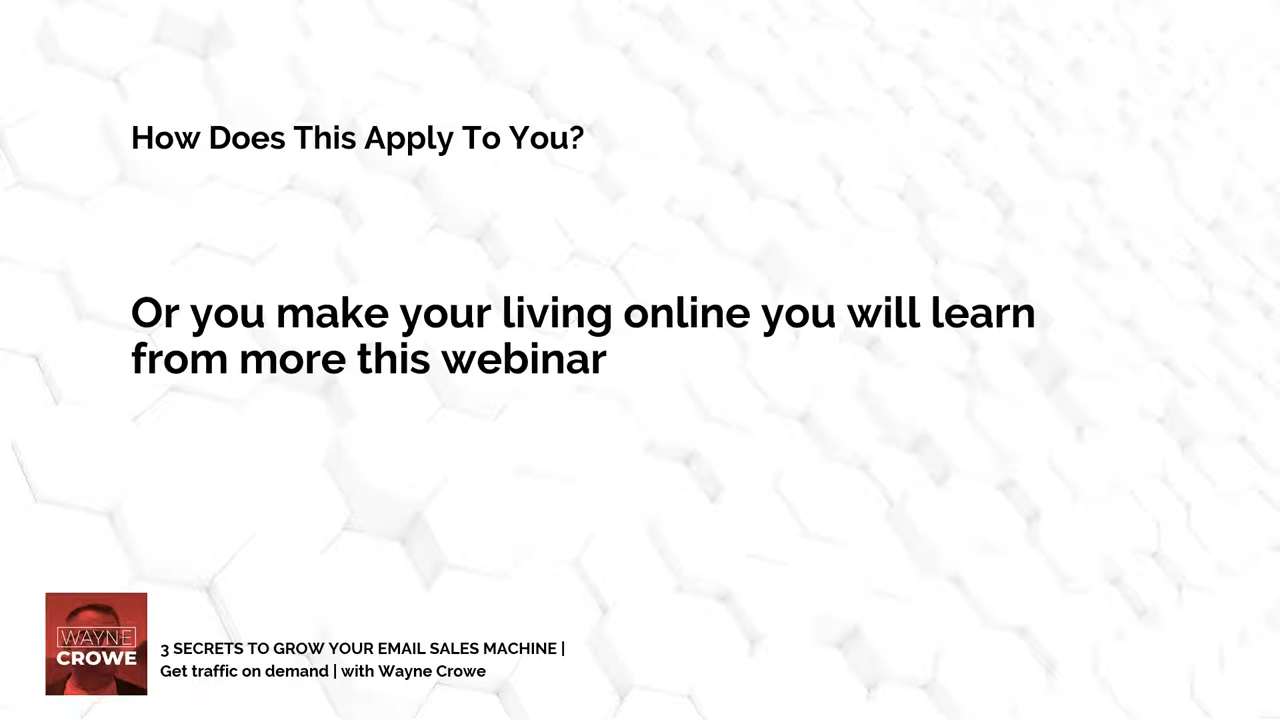 How Does This Apply To You?
Or you make your living online you will learn
from more this webinar
WAYNE
CROWE
3 SECRETS TO GROW YOUR EMAIL SALES MACHINE |
Get traffic on demand | with Wayne Crowe